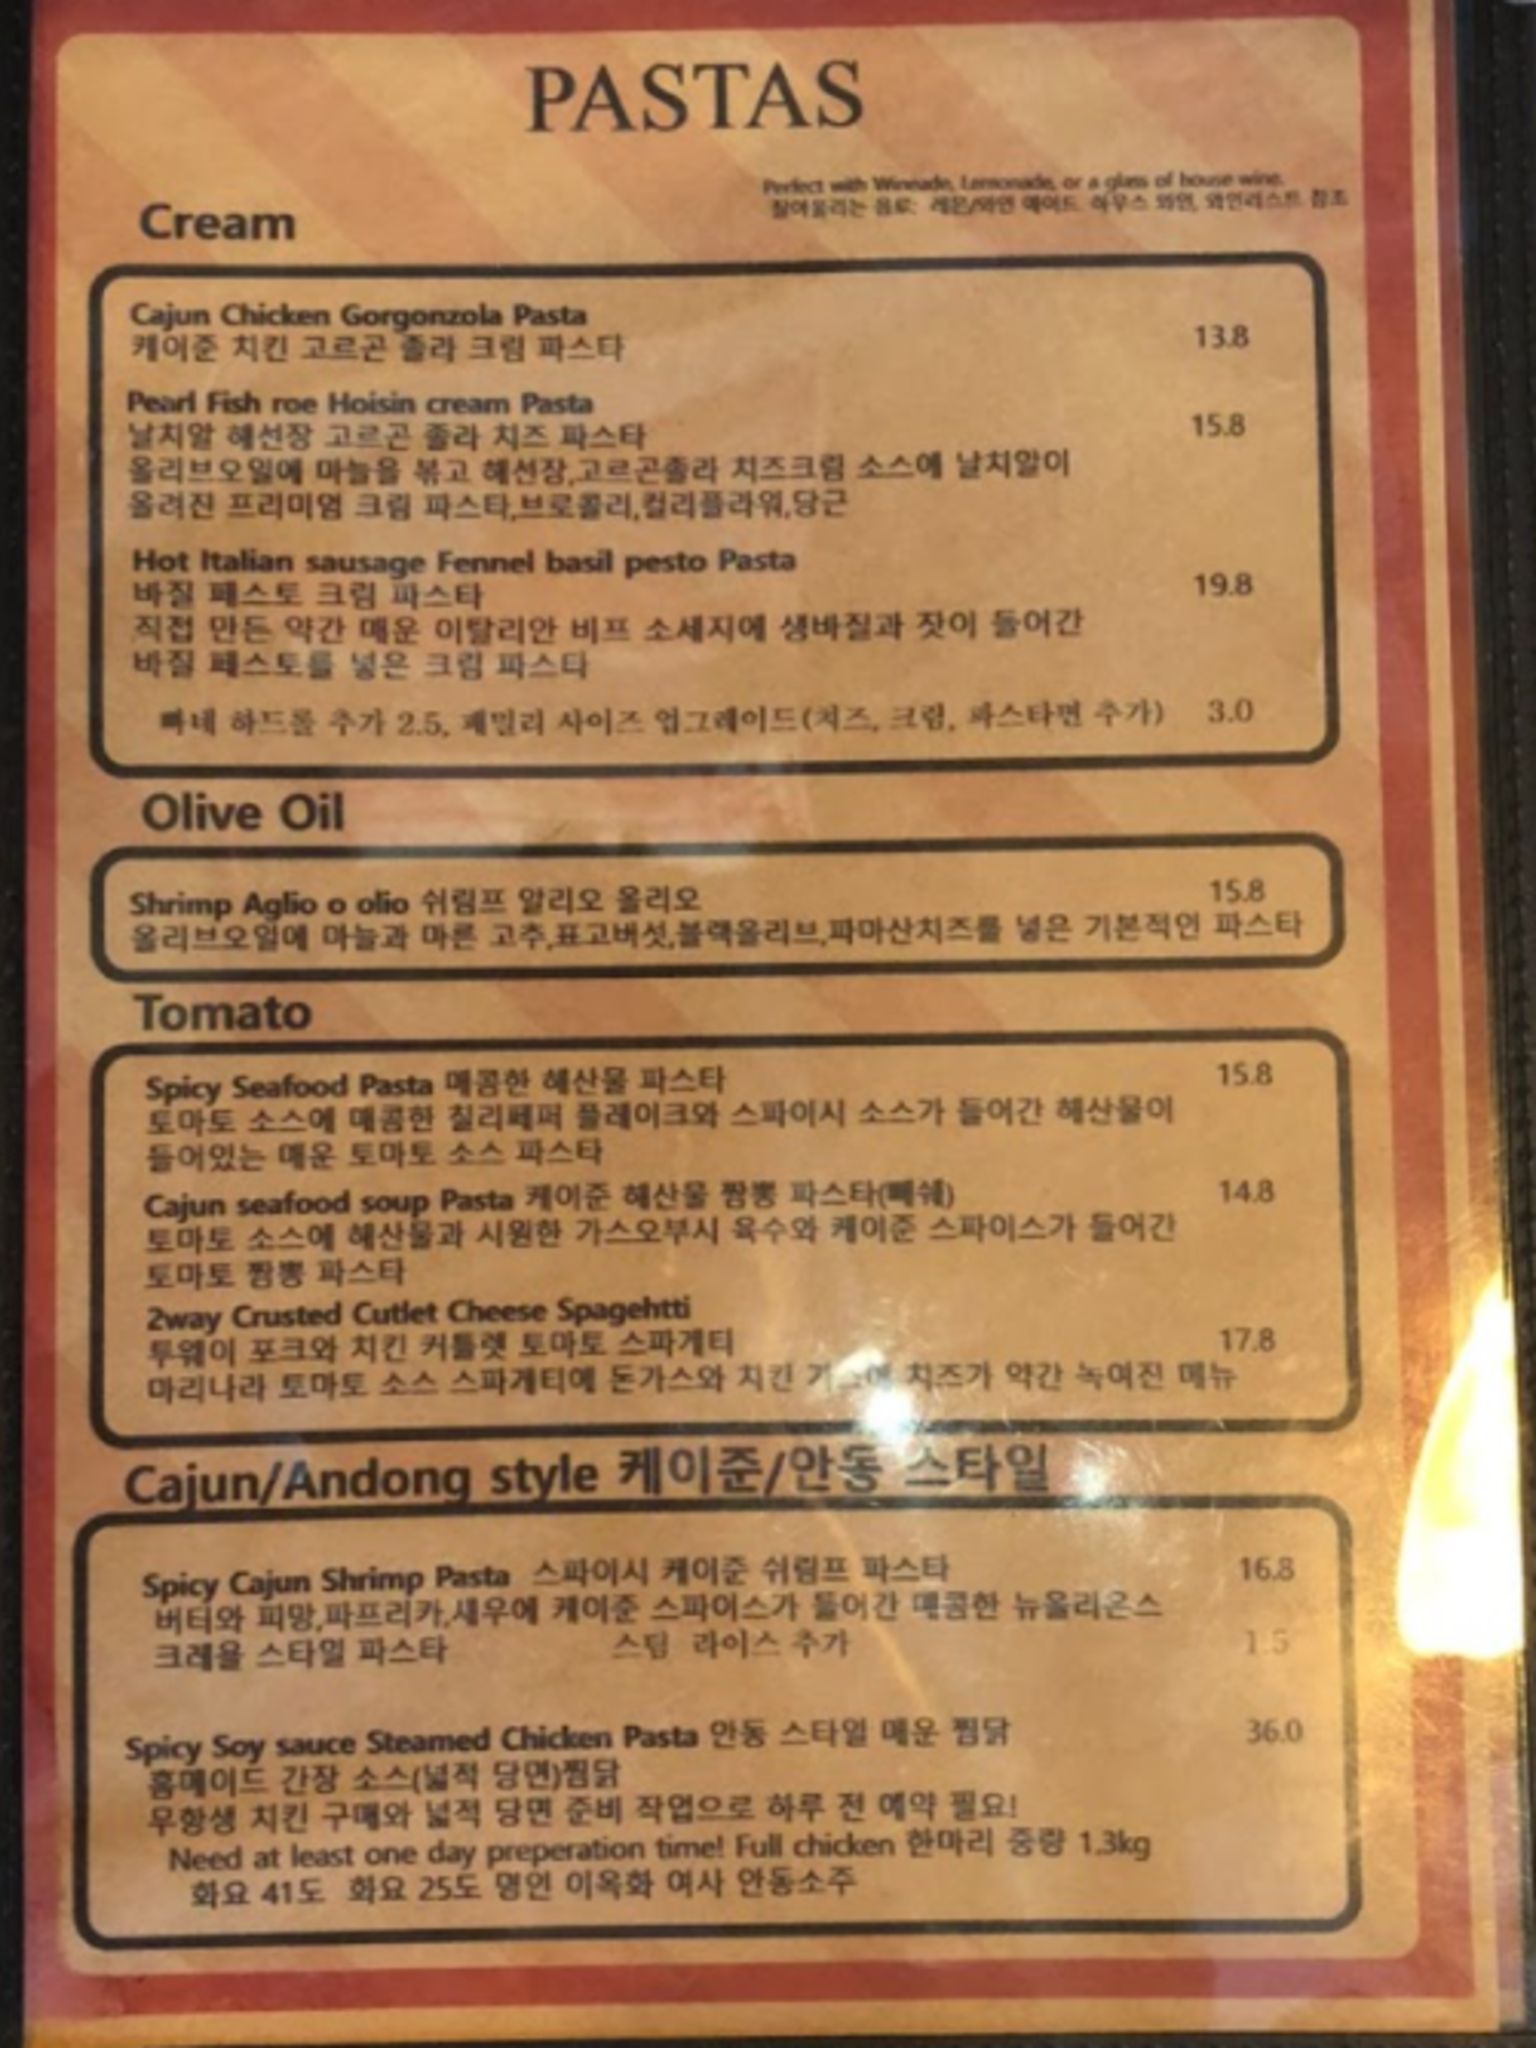 PASTAS
Perfect with Wineade, Lemonade, or a glass of house wine.
잘어울리는 음료: 레몬/와인 에이드 하우스 와인, 와인리스트 참조
Cream
Cajun Chicken Gorgonzola Pasta
케이준 치킨 고르곤 졸라 크림 파스타 13.8
Pearl Fish roe Hoisin cream Pasta
날치알 해선장 고르곤 졸라 치즈 파스타 15.8
올리브오일에 마늘을 볶고 해선장,고르곤졸라 치즈크림 소스에 날치알이
올려진 프리미엄 크림 파스타,브로콜리,컬리플라워,당근
Hot Italian sausage Fennel basil pesto Pasta
바질 페스토 크림 파스타 19.8
직접 만든 약간 매운 이탈리안 비프 소세지에 생바질과 잣이 들어간
바질 페스토를 넣은 크림 파스타
빠네 하드롤 추가 2.5, 패밀리 사이즈 업그레이드(치즈, 크림, 파스타면 추가) 3.0
Olive Oil
Shrimp Aglio o olio 쉬림프 알리오 올리오 15.8
올리브오일에 마늘과 마른 고추,표고버섯,블랙올리브,파마산치즈를 넣은 기본적인 파스타
Tomato
Spicy Seafood Pasta 매콤한 해산물 파스타 15.8
토마토 소스에 매콤한 칠리페퍼 플레이크와 스파이시 소스가 들어간 해산물이
들어있는 매운 토마토 소스 파스타
Cajun seafood soup Pasta 케이준 해산물 짬뽕 파스타(빼쉐) 14.8
토마토 소스에 해산물과 시원한 가스오부시 육수와 케이준 스파이스가 들어간
토마토 짬뽕 파스타
2way Crusted Cutlet Cheese Spagehtti
투웨이 포크와 치킨 커틀렛 토마토 스파게티 17.8
마리나라 토마토 소스 스파게티에 돈가스와 치킨 치즈가 약간 녹여진 메뉴
Cajun/Andong style 케이준/안동 스타일
Spicy Cajun Shrimp Pasta 스파이시 케이준 쉬림프 파스타 16.8
버터와 피망,파프리카,새우에 케이준 스파이스가 들어간 매콤한 뉴올리온스
크레올 스타일 파스타 스팀 라이스 추가 1.5
Spicy Soy sauce Steamed Chicken Pasta 안동 스타일 매운 찜닭 36.0
홈메이드 간장 소스(넓적 당면)찜닭
무항생 치킨 구매와 넓적 당면 준비 작업으로 하루 전 예약 필요!
Need at least one day preperation time! Full chicken 한마리 중량 1.3kg
화요 41도 화요 25도 명인 이옥화 여사 안동소주